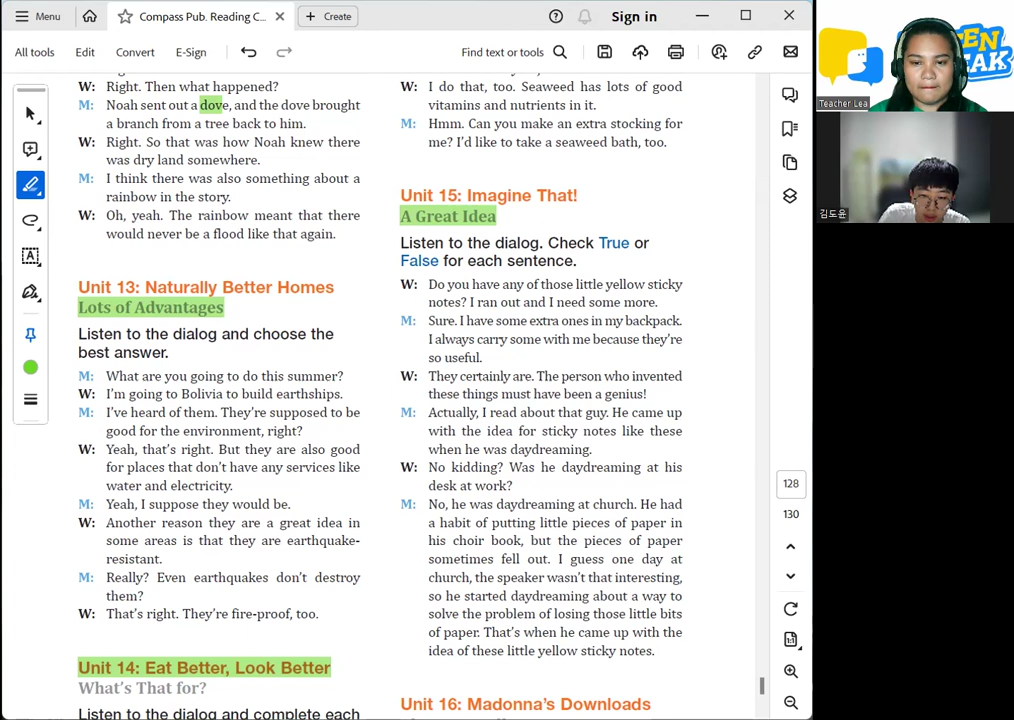 Menu
Compass Pub. Reading C...
Create
Sign in
All tools
Edit
Convert
E-Sign
Find text or tools
W: Right. Then what happened?
M: Noah sent out a dove, and the dove brought
a branch from a tree back to him.
W: Right. So that was how Noah knew there
was dry land somewhere.
M: I think there was also something about a
rainbow in the story.
W: Oh, yeah. The rainbow meant that there
would never be a flood like that again.
Unit 13: Naturally Better Homes
Lots of Advantages
Listen to the dialog and choose the
best answer.
M: What are you going to do this summer?
W: I'm going to Bolivia to build earthships.
M: I've heard of them. They're supposed to be
good for the environment, right?
W: Yeah, that's right. But they are also good
for places that don't have any services like
water and electricity.
M: Yeah, I suppose they would be.
W: Another reason they are a great idea in
some areas is that they are earthquake-
resistant.
M: Really? Even earthquakes don't destroy
them?
W: That's right. They're fire-proof, too.
Unit 14: Eat Better, Look Better
What's That for?
Listen to the dialog and complete each
W: I do that, too. Seaweed has lots of good
vitamins and nutrients in it.
M: Hmm. Can you make an extra stocking for
me? I'd like to take a seaweed bath, too.
Unit 15: Imagine That!
A Great Idea
Listen to the dialog. Check True or
False for each sentence.
W: Do you have any of those little yellow sticky
notes? I ran out and I need some more.
M: Sure. I have some extra ones in my backpack.
I always carry some with me because they're
so useful.
W: They certainly are. The person who invented
these things must have been a genius!
M: Actually, I read about that guy. He came up
with the idea for sticky notes like these
when he was daydreaming.
W: No kidding? Was he daydreaming at his
desk at work?
M: No, he was daydreaming at church. He had
a habit of putting little pieces of paper in
his choir book, but the pieces of paper
sometimes fell out. I guess one day at
church, the speaker wasn't that interesting,
so he started daydreaming about a way to
solve the problem of losing those little bits
of paper. That's when he came up with the
idea of these little yellow sticky notes.
Unit 16: Madonna's Downloads
128
130
Teacher Lea
김도윤